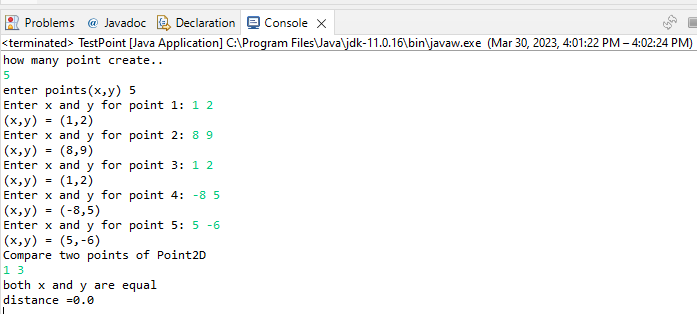 Problems @ Javadoc Declaration Console
<terminated> TestPoint [Java Application] C:\Program Files\Java\jdk-11.0.16\bin\javaw.exe (Mar 30, 2023, 4:01:22 PM – 4:02:24 PM)
how many point create..
5
enter points(x,y) 5
Enter x and y for point 1: 1 2
(x,y) = (1,2)
Enter x and y for point 2: 8 9
(x,y) = (8,9)
Enter x and y for point 3: 1 2
(x,y) = (1,2)
Enter x and y for point 4: -8 5
(x,y) = (-8,5)
Enter x and y for point 5: 5 -6
(x,y) = (5,-6)
Compare two points of Point2D
1 3
both x and y are equal
distance =0.0